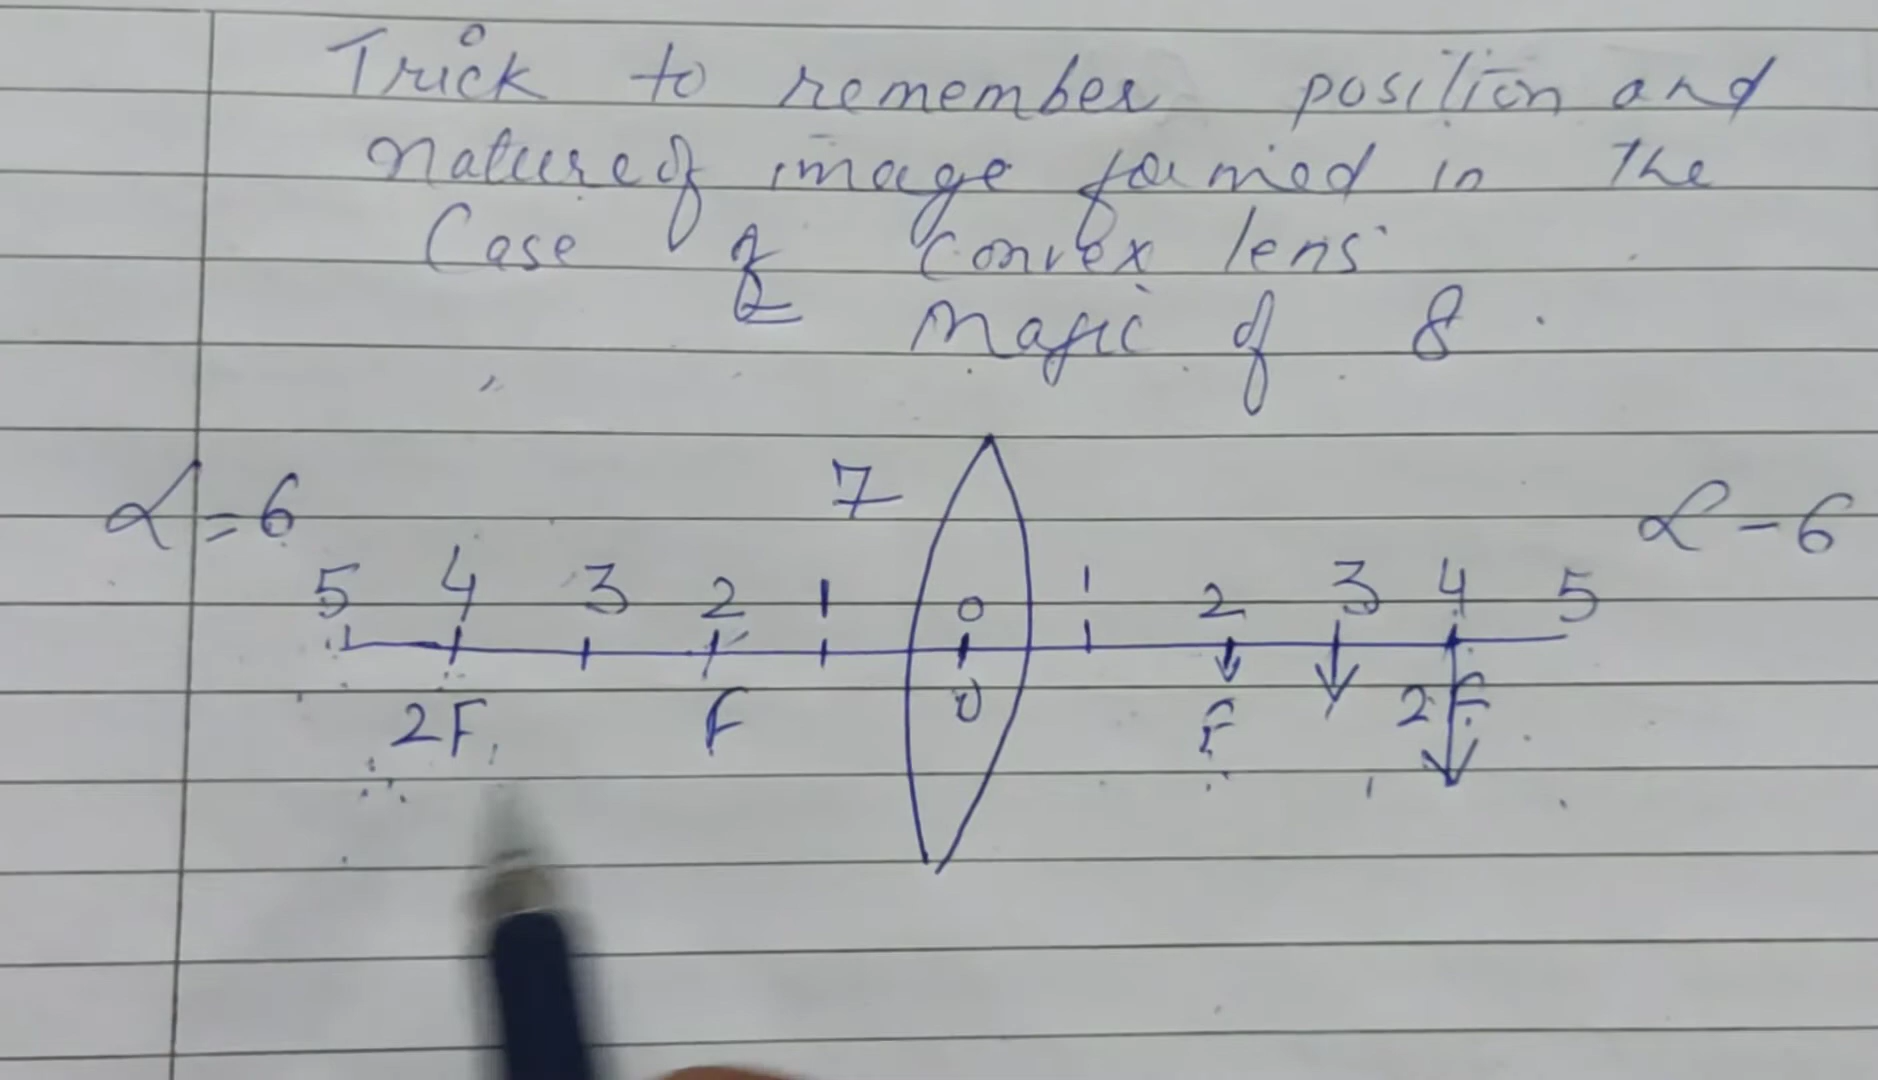 Trick to remember position and
nature of image formed in the
Case of Convex lens
Magic of 8
7
∝ = 6
∝ - 6
5 4 3 2 1 0 1 2 3 4 5
2F F 0 F 2F